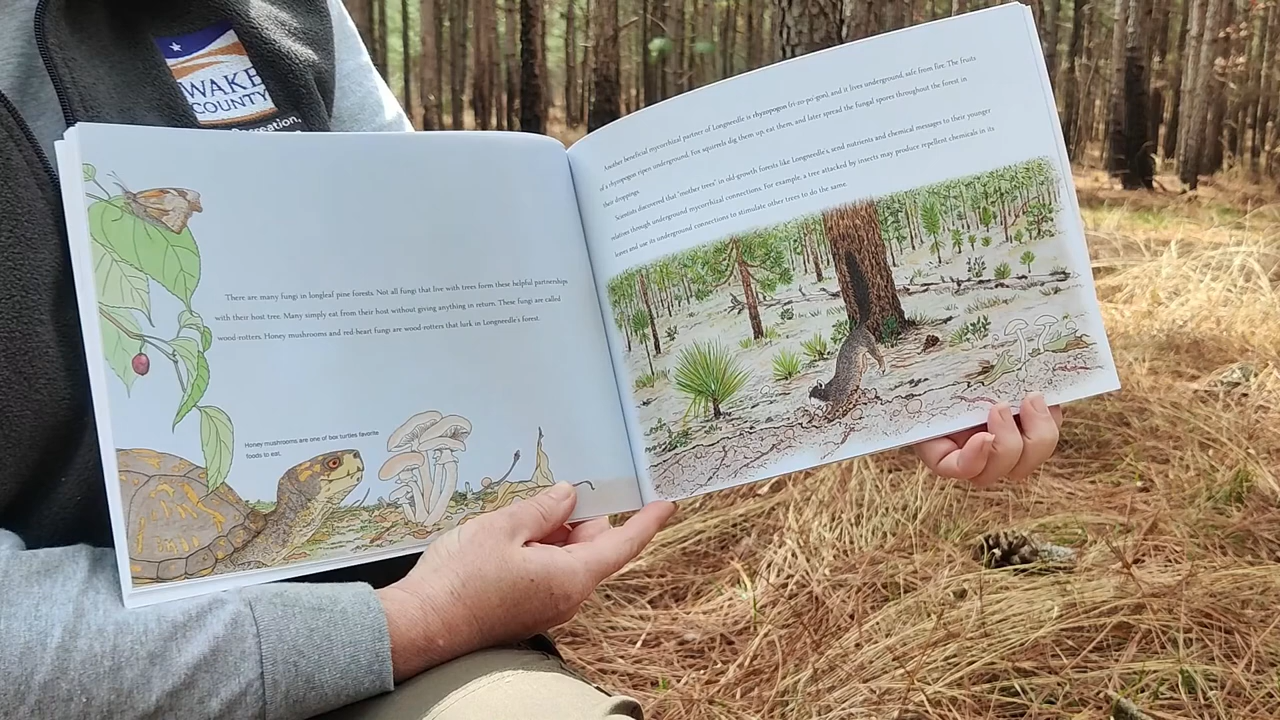 WAKE
COUNTY
There are many fungi in longleaf pine forests. Not all fungi that live with trees form these helpful partnerships
with their host tree. Many simply eat from their host without giving anything in return. These fungi are called
wood-rotters. Honey mushrooms and red-heart fungi are wood-rotters that lurk in Longneedle's forest.
Honey mushrooms are one of box turtles favorite
foods to eat.
Another beneficial mycorrhizal partner of Longneedle is rhyzopogon (ri-zo-po-gon), and it lives underground, safe from fire. The fruits
of a rhyzopogon ripen underground. Fox squirrels dig them up, eat them, and later spread the fungal spores throughout the forest in
their droppings.
Scientists discovered that "mother trees" in old-growth forests like Longneedle's, send nutrients and chemical messages to their younger
relatives through underground mycorrhizal connections. For example, a tree attacked by insects may produce repellent chemicals in its
leaves and use its underground connections to stimulate other trees to do the same.